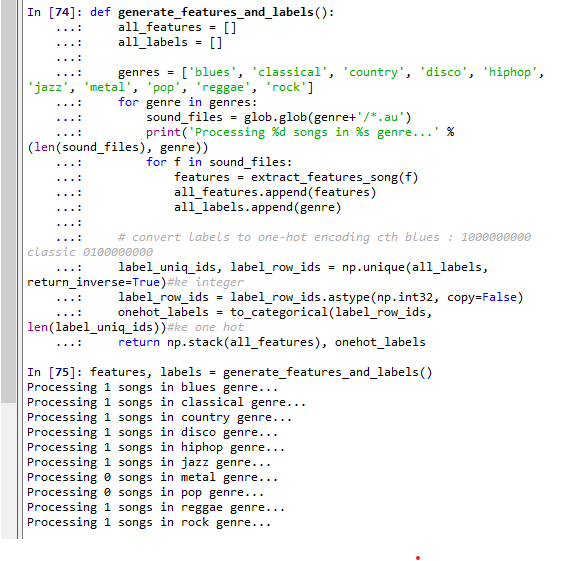 In [74]: def generate_features_and_labels():
    ...:     all_features = []
    ...:     all_labels = []
    ...:
    ...:     genres = ['blues', 'classical', 'country', 'disco', 'hiphop',
'jazz', 'metal', 'pop', 'reggae', 'rock']
    ...:     for genre in genres:
    ...:         sound_files = glob.glob(genre+'/*.au')
    ...:         print('Processing %d songs in %s genre...' %
(len(sound_files), genre))
    ...:         for f in sound_files:
    ...:             features = extract_features_song(f)
    ...:             all_features.append(features)
    ...:             all_labels.append(genre)
    ...:
    ...:     # convert labels to one-hot encoding cth blues : 1000000000
classic 0100000000
    ...:     label_uniq_ids, label_row_ids = np.unique(all_labels,
return_inverse=True)#ke integer
    ...:     label_row_ids = label_row_ids.astype(np.int32, copy=False)
    ...:     onehot_labels = to_categorical(label_row_ids,
len(label_uniq_ids))#ke one hot
    ...:     return np.stack(all_features), onehot_labels

In [75]: features, labels = generate_features_and_labels()
Processing 1 songs in blues genre...
Processing 1 songs in classical genre...
Processing 1 songs in country genre...
Processing 1 songs in disco genre...
Processing 1 songs in hiphop genre...
Processing 1 songs in jazz genre...
Processing 0 songs in metal genre...
Processing 0 songs in pop genre...
Processing 1 songs in reggae genre...
Processing 1 songs in rock genre...